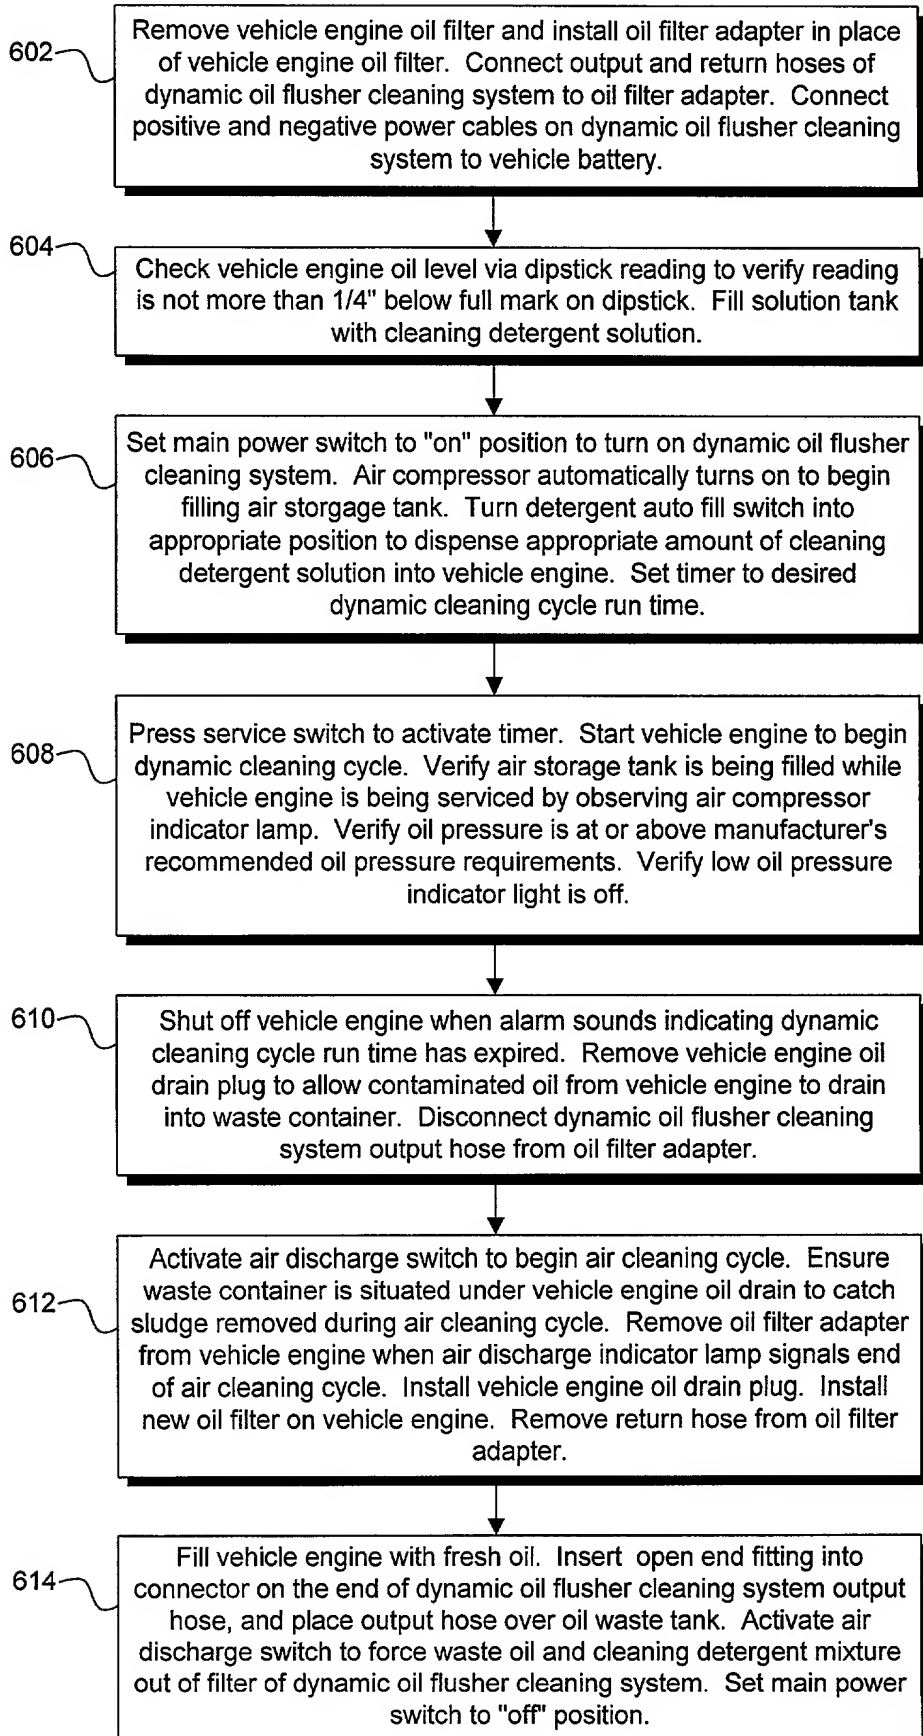 602
Remove vehicle engine oil filter and install oil filter adapter in place
of vehicle engine oil filter.  Connect output and return hoses of
dynamic oil flusher cleaning system to oil filter adapter.  Connect
positive and negative power cables on dynamic oil flusher cleaning
system to vehicle battery.
604
Check vehicle engine oil level via dipstick reading to verify reading
is not more than 1/4" below full mark on dipstick.  Fill solution tank
with cleaning detergent solution.
606
Set main power switch to "on" position to turn on dynamic oil flusher
cleaning system.  Air compressor automatically turns on to begin
filling air storgage tank.  Turn detergent auto fill switch into
appropriate position to dispense appropriate amount of cleaning
detergent solution into vehicle engine.  Set timer to desired
dynamic cleaning cycle run time.
608
Press service switch to activate timer.  Start vehicle engine to begin
dynamic cleaning cycle.  Verify air storage tank is being filled while
vehicle engine is being serviced by observing air compressor
indicator lamp.  Verify oil pressure is at or above manufacturer's
recommended oil pressure requirements.  Verify low oil pressure
indicator light is off.
610
Shut off vehicle engine when alarm sounds indicating dynamic
cleaning cycle run time has expired.  Remove vehicle engine oil
drain plug to allow contaminated oil from vehicle engine to drain
into waste container.  Disconnect dynamic oil flusher cleaning
system output hose from oil filter adapter.
612
Activate air discharge switch to begin air cleaning cycle.  Ensure
waste container is situated under vehicle engine oil drain to catch
sludge removed during air cleaning cycle.  Remove oil filter adapter
from vehicle engine when air discharge indicator lamp signals end
of air cleaning cycle.  Install vehicle engine oil drain plug.  Install
new oil filter on vehicle engine.  Remove return hose from oil filter
adapter.
614
Fill vehicle engine with fresh oil.  Insert  open end fitting into
connector on the end of dynamic oil flusher cleaning system output
hose, and place output hose over oil waste tank.  Activate air
discharge switch to force waste oil and cleaning detergent mixture
out of filter of dynamic oil flusher cleaning system.  Set main power
switch to "off" position.